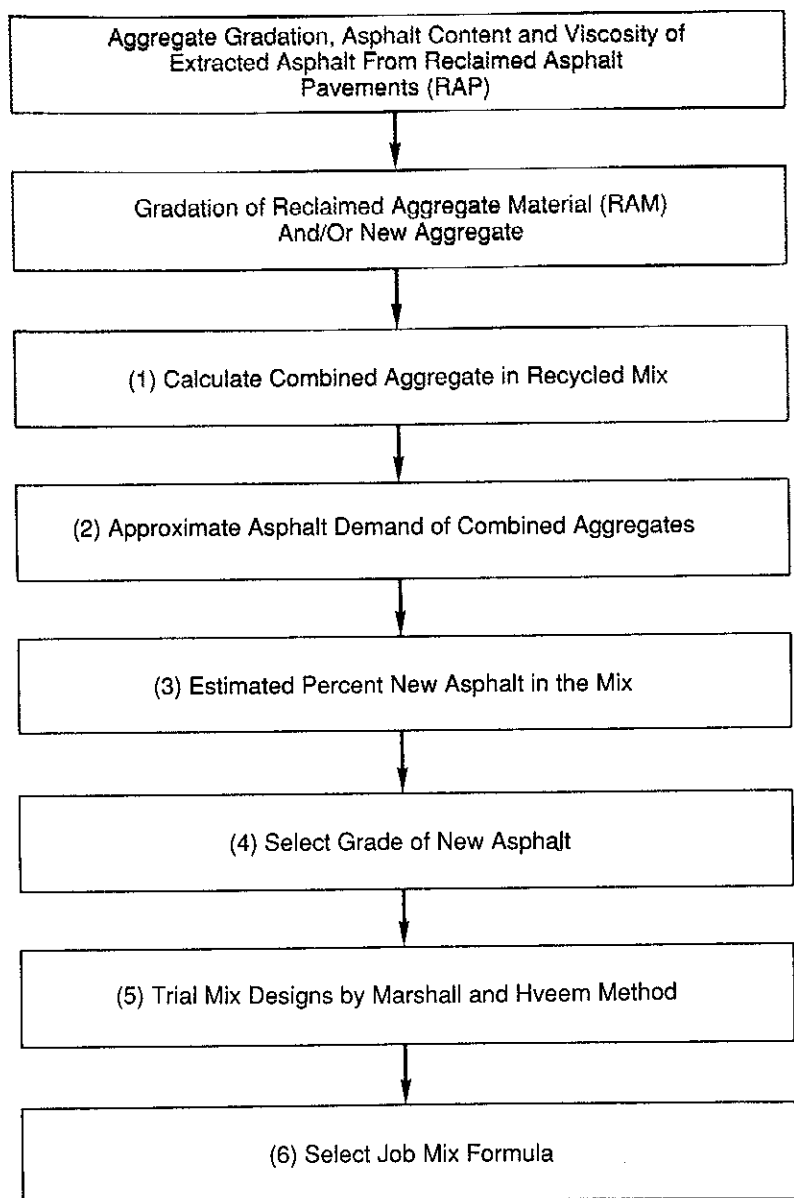 Aggregate Gradation, Asphalt Content and Viscosity of
Extracted Asphalt From Reclaimed Asphalt
Pavements (RAP)
Gradation of Reclaimed Aggregate Material (RAM)
And/Or New Aggregate
(1) Calculate Combined Aggregate in Recycled Mix
(2) Approximate Asphalt Demand of Combined Aggregates
(3) Estimated Percent New Asphalt in the Mix
(4) Select Grade of New Asphalt
(5) Trial Mix Designs by Marshall and Hveem Method
(6) Select Job Mix Formula